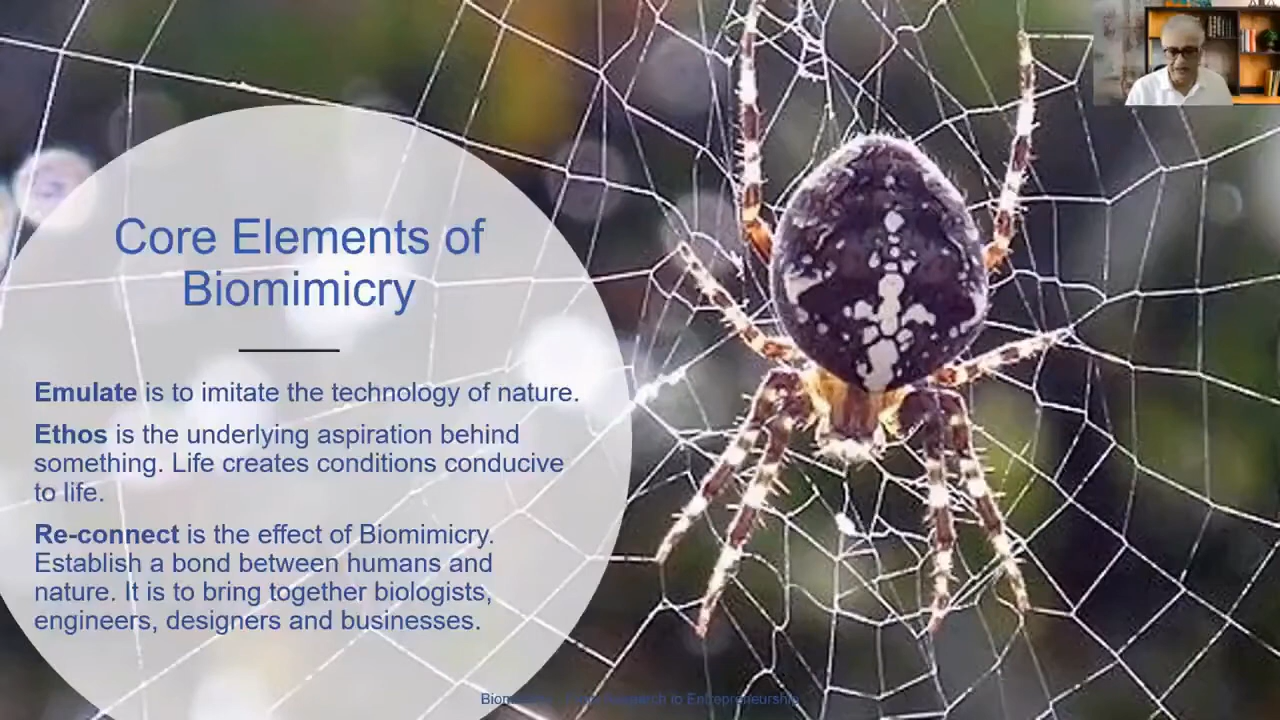 Core Elements of
Biomimicry
Emulate is to imitate the technology of nature.
Ethos is the underlying aspiration behind
something. Life creates conditions conducive
to life.
Re-connect is the effect of Biomimicry.
Establish a bond between humans and
nature. It is to bring together biologists,
engineers, designers and businesses.
to Entrepreneurship